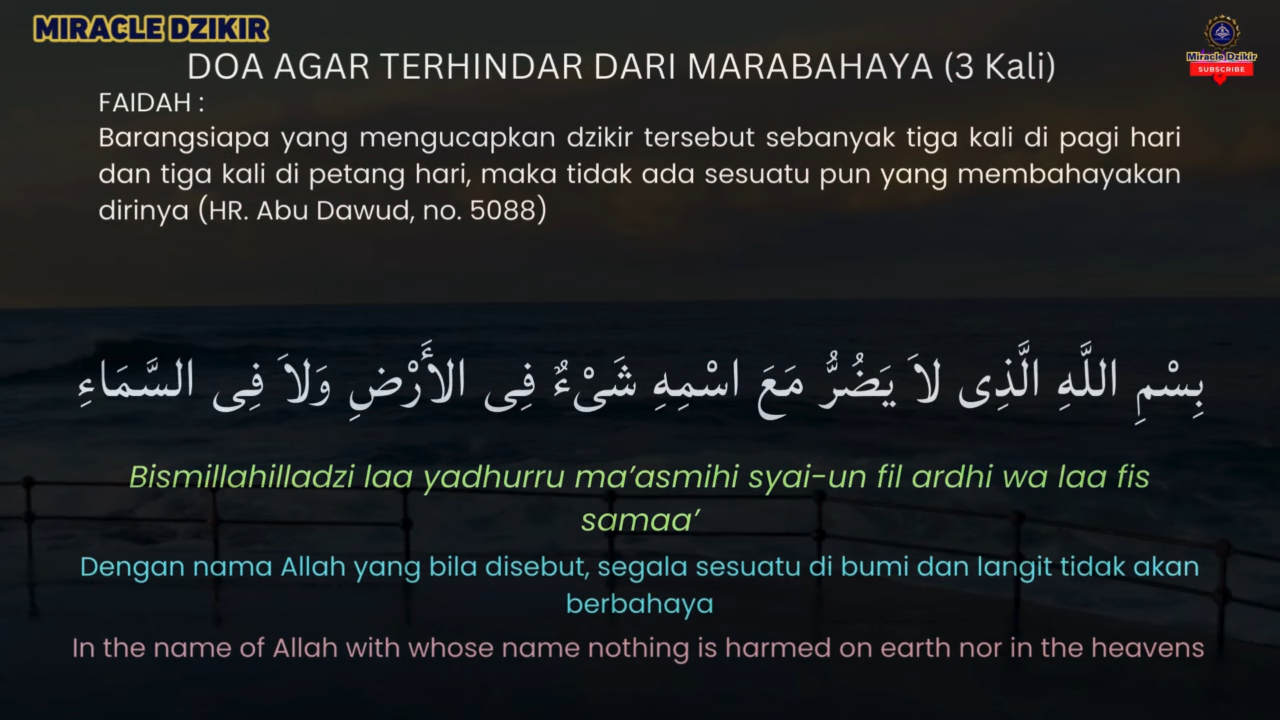 MIRACLE DZIKIR
Miracle Dzikir
SUBSCRIBE
DOA AGAR TERHINDAR DARI MARABAHAYA (3 Kali)
FAIDAH :
Barangsiapa yang mengucapkan dzikir tersebut sebanyak tiga kali di pagi hari
dan tiga kali di petang hari, maka tidak ada sesuatu pun yang membahayakan
dirinya (HR. Abu Dawud, no. 5088)
بِسْمِ اللَّهِ الَّذِى لاَ يَضُرُّ مَعَ اسْمِهِ شَىْءٌ فِى الأَرْضِ وَلاَ فِى السَّمَاءِ
Bismillahilladzi laa yadhurru ma’asmihi syai-un fil ardhi wa laa fis
samaa’
Dengan nama Allah yang bila disebut, segala sesuatu di bumi dan langit tidak akan
berbahaya
In the name of Allah with whose name nothing is harmed on earth nor in the heavens